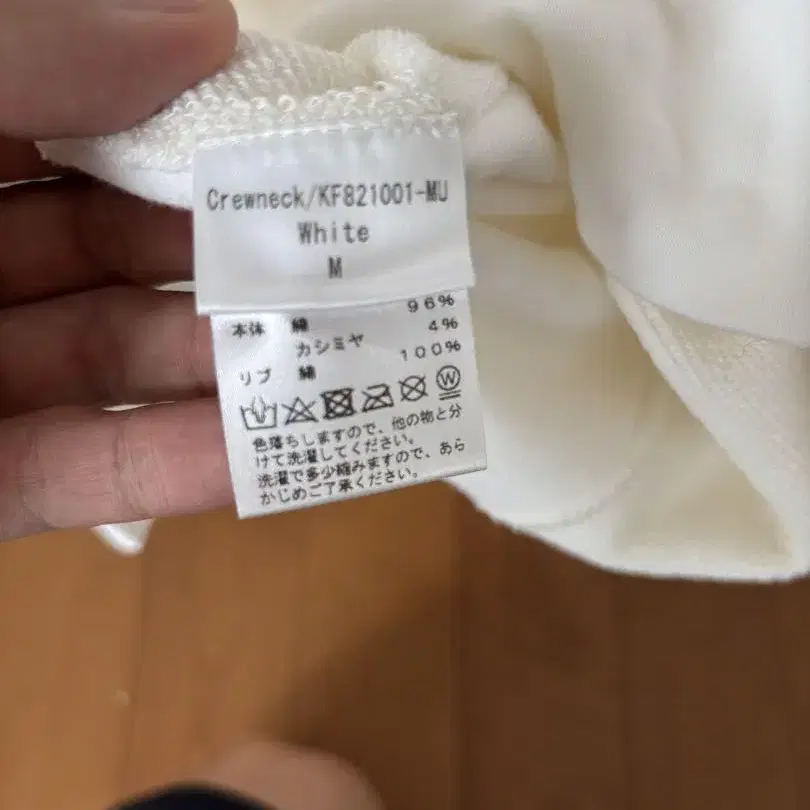 Crewneck/KF821001-MU
White
M
本体 綿 96%
カシミヤ 4%
リブ 綿 100%
W
色落ちしますので、他の物と分
けて洗濯してください。
洗濯で多少縮みますので、あら
かじめご了承ください。